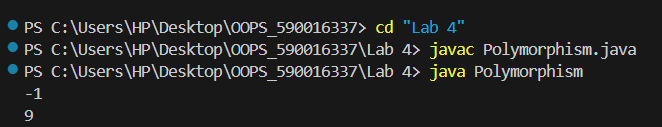 PS C:\Users\HP\Desktop\OOPS_590016337> cd "Lab 4"
PS C:\Users\HP\Desktop\OOPS_590016337\Lab 4> javac Polymorphism.java
PS C:\Users\HP\Desktop\OOPS_590016337\Lab 4> java Polymorphism
-1
9